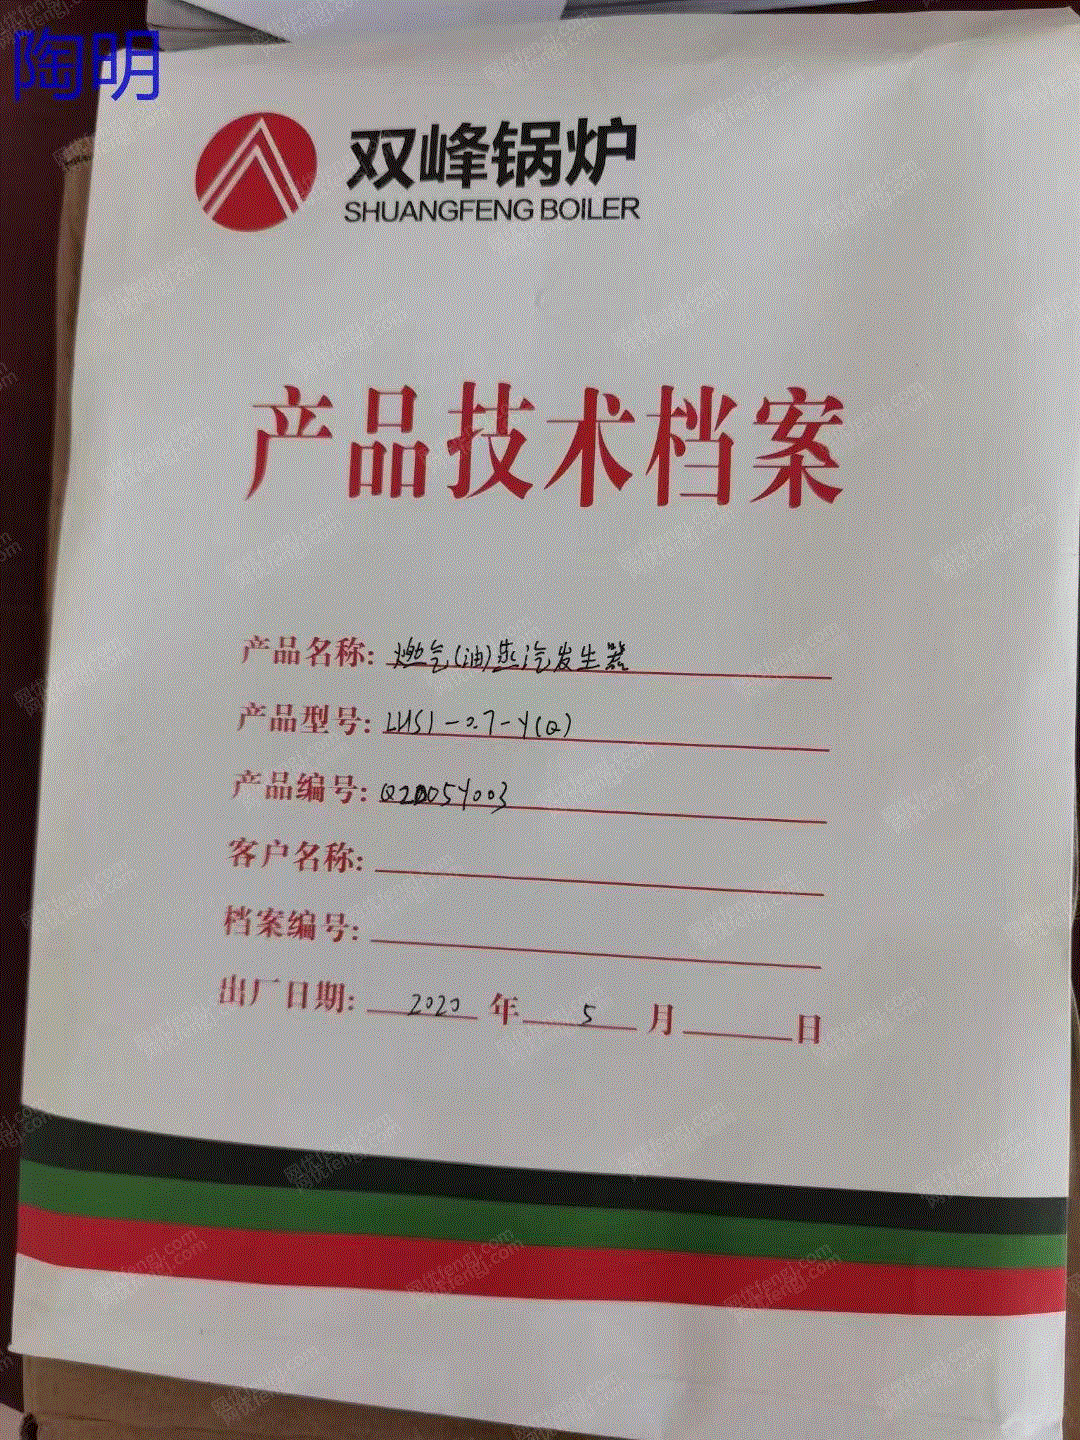 陶明
双峰锅炉
SHUANGFENG BOILER
产品技术档案
产品名称: 燃气(油)蒸汽发生器
产品型号: LHS1-0.7-Y(Q)
产品编号: Q2005Y003
客户名称:
档案编号:
出厂日期: 2020 年 5 月 日